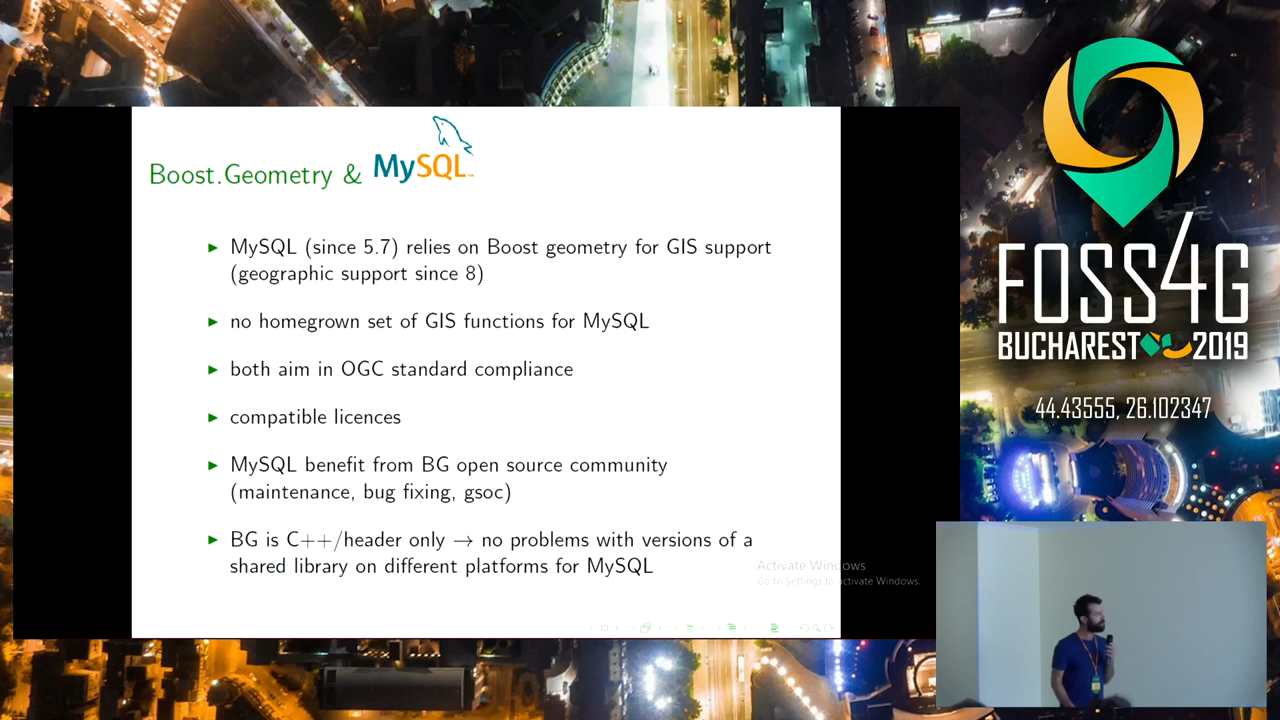 Boost.Geometry & MySQL™
► MySQL (since 5.7) relies on Boost geometry for GIS support
(geographic support since 8)
► no homegrown set of GIS functions for MySQL
► both aim in OGC standard compliance
► compatible licences
► MySQL benefit from BG open source community
(maintenance, bug fixing, gsoc)
► BG is C++/header only → no problems with versions of a
shared library on different platforms for MySQL
Activate Windows
Go to Settings to activate Windows.
FOSS4G
BUCHAREST 2019
44.43555, 26.102347